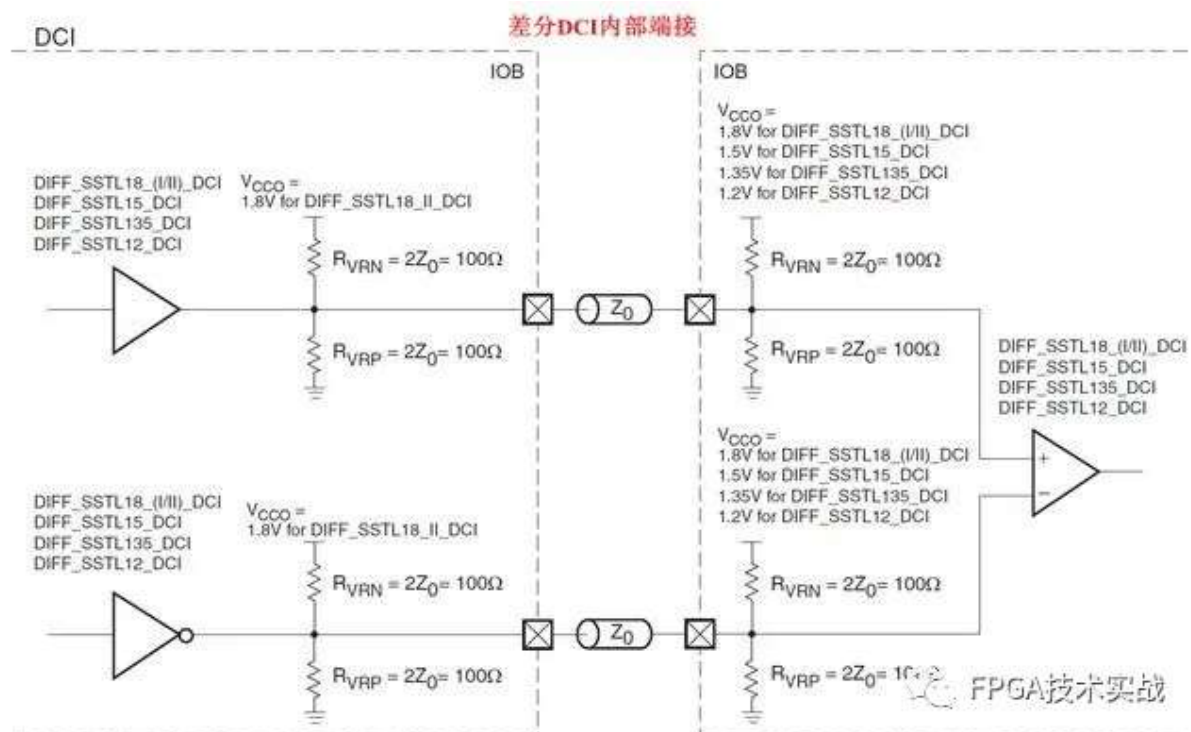 差分DCI内部端接
DCI
IOB
IOB
DIFF_SSTL18_(I/II)_DCI
DIFF_SSTL15_DCI
DIFF_SSTL135_DCI
DIFF_SSTL12_DCI
VCCO =
1.8V for DIFF_SSTL18_II_DCI
RVRN = 2Z0= 100Ω
RVRP = 2Z0= 100Ω
Z0
VCCO =
1.8V for DIFF_SSTL18_(I/II)_DCI
1.5V for DIFF_SSTL15_DCI
1.35V for DIFF_SSTL135_DCI
1.2V for DIFF_SSTL12_DCI
RVRN = 2Z0= 100Ω
RVRP = 2Z0= 100Ω
DIFF_SSTL18_(I/II)_DCI
DIFF_SSTL15_DCI
DIFF_SSTL135_DCI
DIFF_SSTL12_DCI
+
−
DIFF_SSTL18_(I/II)_DCI
DIFF_SSTL15_DCI
DIFF_SSTL135_DCI
DIFF_SSTL12_DCI
VCCO =
1.8V for DIFF_SSTL18_II_DCI
RVRN = 2Z0= 100Ω
RVRP = 2Z0= 100Ω
Z0
VCCO =
1.8V for DIFF_SSTL18_(I/II)_DCI
1.5V for DIFF_SSTL15_DCI
1.35V for DIFF_SSTL135_DCI
1.2V for DIFF_SSTL12_DCI
RVRN = 2Z0= 100Ω
RVRP = 2Z0=
FPGA技术实战